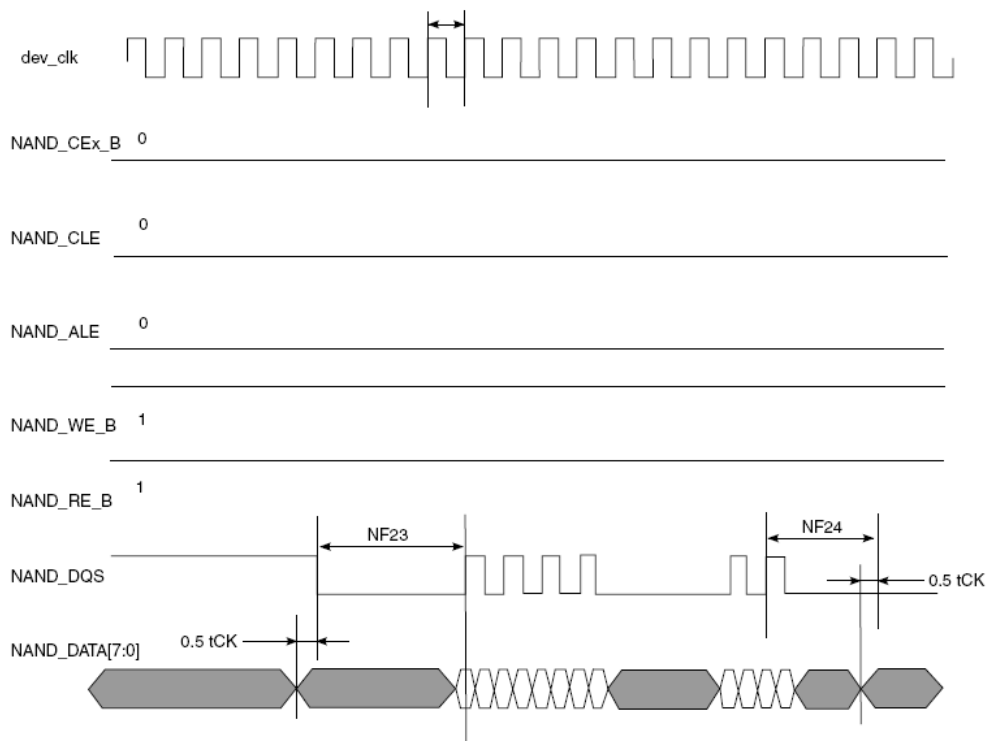 dev_clk
NAND_CEx_B 0
NAND_CLE 0
NAND_ALE 0
NAND_WE_B 1
NAND_RE_B 1
NF23
NF24
NAND_DQS
0.5 tCK
0.5 tCK
NAND_DATA[7:0]